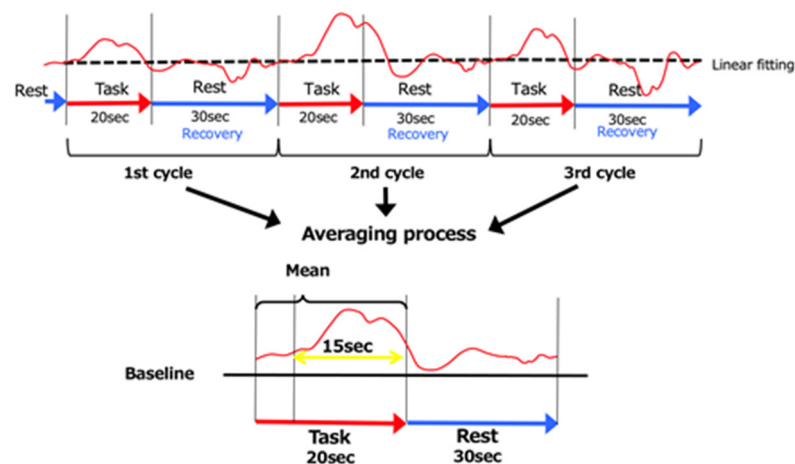 Linear fitting
Rest
Task
Rest
Task
Rest
Task
Rest
20sec
30sec
20sec
30sec
20sec
30sec
Recovery
Recovery
Recovery
1st cycle
2nd cycle
3rd cycle
Averaging process
Mean
15sec
Baseline
Task
Rest
20sec
30sec